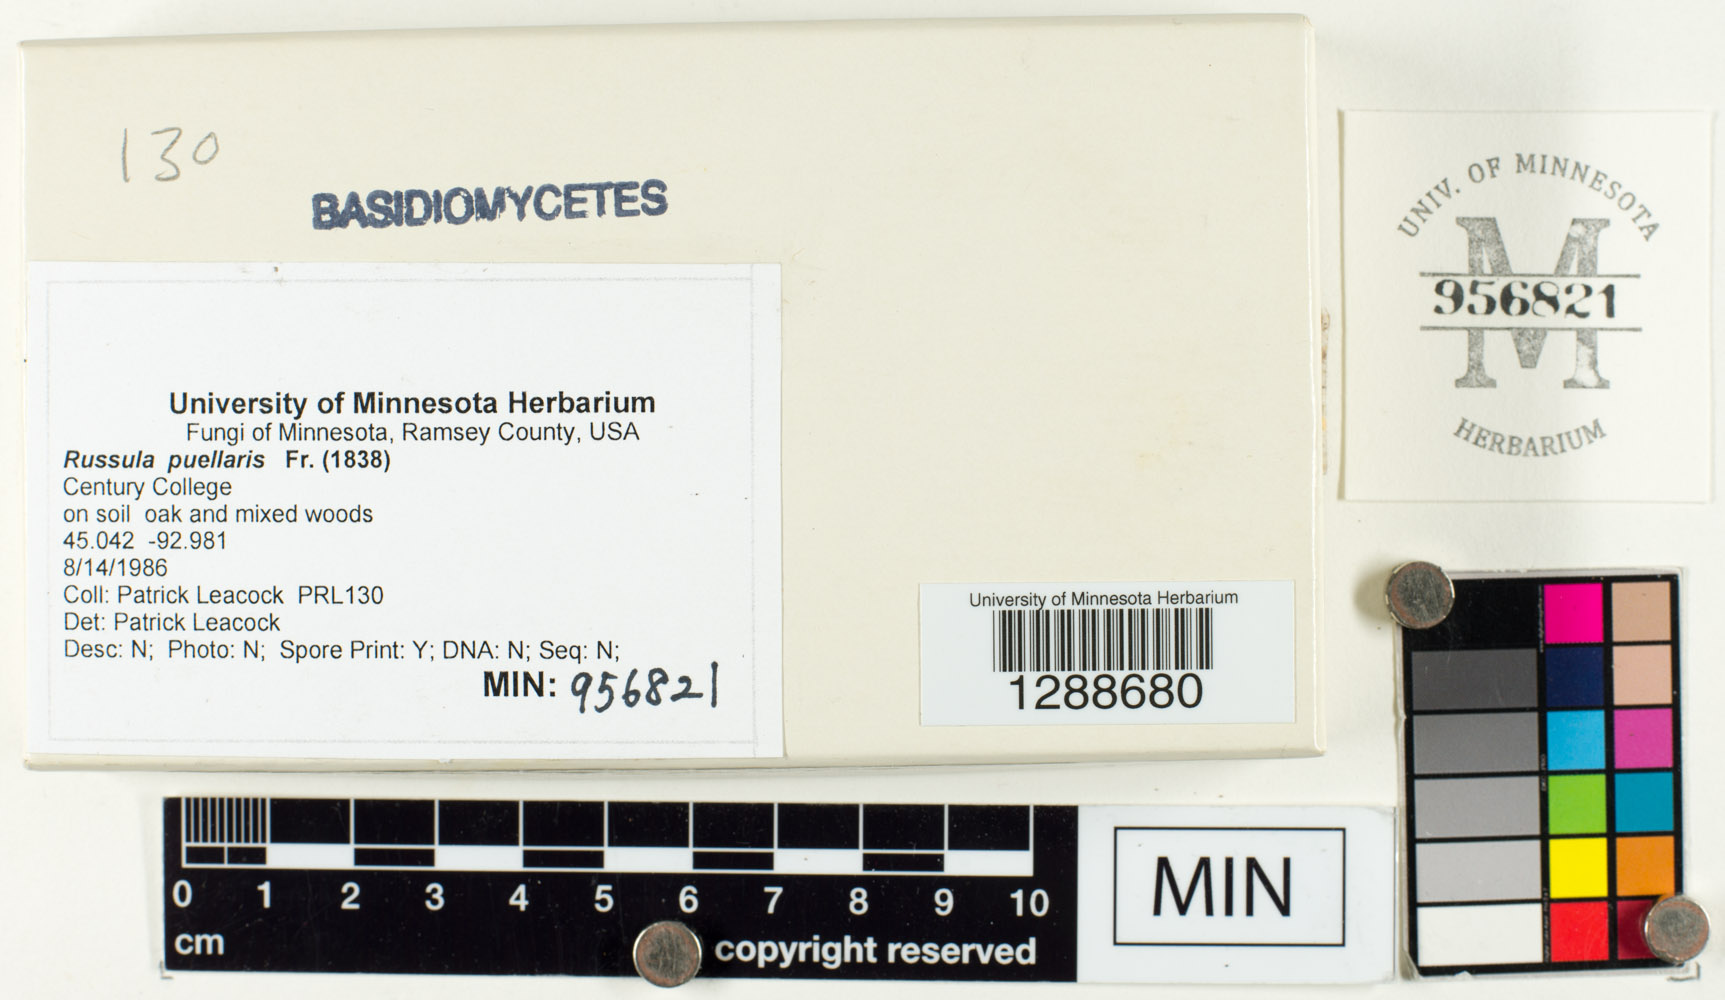 130
BASIDIOMYCETES
University of Minnesota Herbarium
Fungi of Minnesota, Ramsey County, USA
Russula puellaris Fr. (1838)
Century College
on soil oak and mixed woods
45.042 -92.981
8/14/1986
Coll: Patrick Leacock PRL130
Det: Patrick Leacock
Desc: N; Photo: N; Spore Print: Y; DNA: N; Seq: N;
MIN: 956821
University of Minnesota Herbarium
1288680
UNIV. OF MINNESOTA
M
956821
HERBARIUM
0 1 2 3 4 5 6 7 8 9 10
cm
copyright reserved
MIN